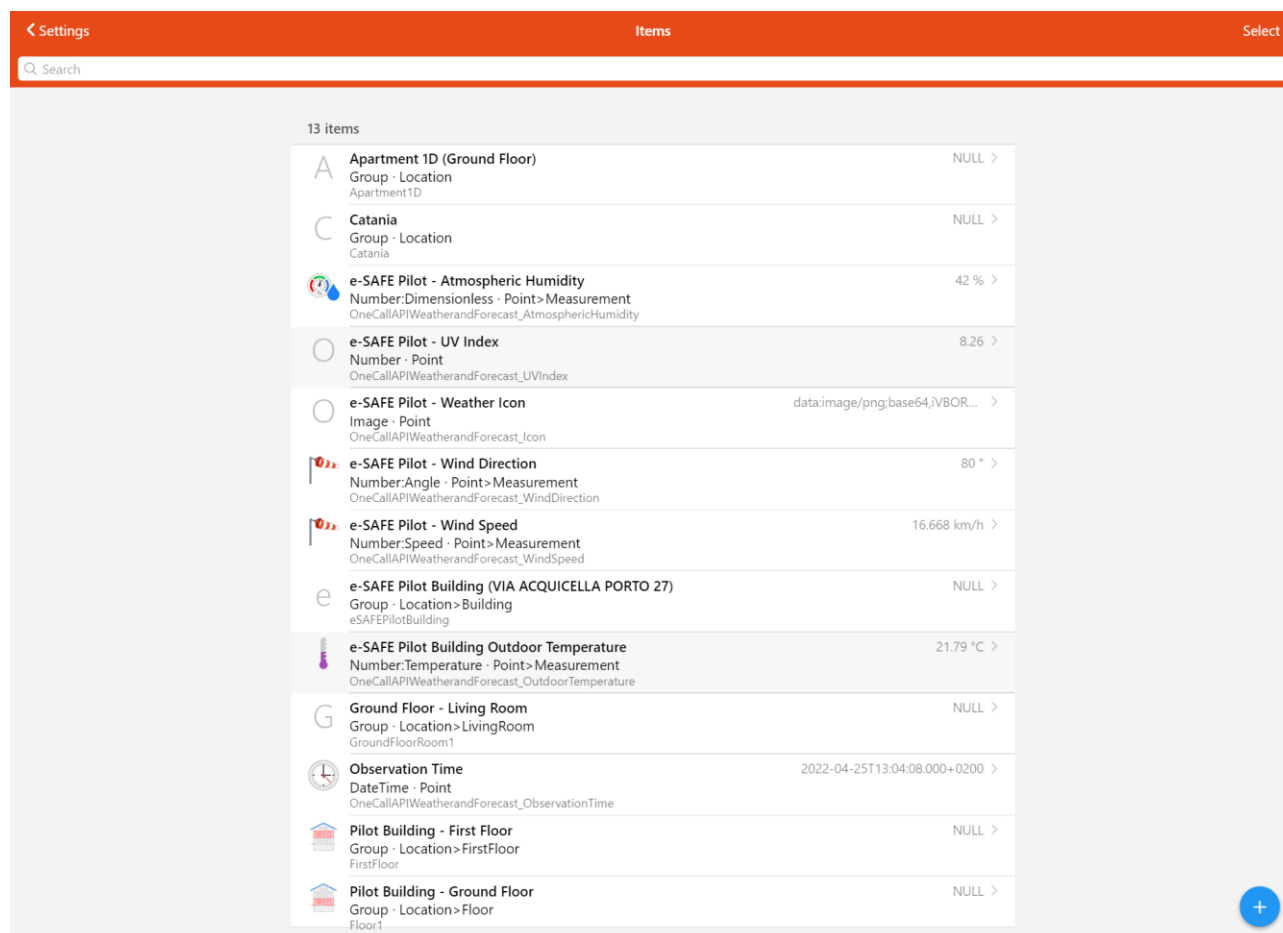 Settings
Items
Select
Search
13 items
A
Apartment 1D (Ground Floor)
NULL
Group · Location
Apartment1D
C
Catania
NULL
Group · Location
Catania
e-SAFE Pilot - Atmospheric Humidity
42 %
Number:Dimensionless · Point>Measurement
OneCallAPIWeatherandForecast_AtmosphericHumidity
O
e-SAFE Pilot - UV Index
8.26
Number · Point
OneCallAPIWeatherandForecast_UVIndex
O
e-SAFE Pilot - Weather Icon
data:image/png;base64,iVBOR...
Image · Point
OneCallAPIWeatherandForecast_Icon
e-SAFE Pilot - Wind Direction
80 °
Number:Angle · Point>Measurement
OneCallAPIWeatherandForecast_WindDirection
e-SAFE Pilot - Wind Speed
16.668 km/h
Number:Speed · Point>Measurement
OneCallAPIWeatherandForecast_WindSpeed
e
e-SAFE Pilot Building (VIA ACQUICELLA PORTO 27)
NULL
Group · Location>Building
eSAFEPilotBuilding
e-SAFE Pilot Building Outdoor Temperature
21.79 °C
Number:Temperature · Point>Measurement
OneCallAPIWeatherandForecast_OutdoorTemperature
G
Ground Floor - Living Room
NULL
Group · Location>LivingRoom
GroundFloorRoom1
Observation Time
2022-04-25T13:04:08.000+0200
DateTime · Point
OneCallAPIWeatherandForecast_ObservationTime
Pilot Building - First Floor
NULL
Group · Location>FirstFloor
FirstFloor
Pilot Building - Ground Floor
NULL
Group · Location>Floor
Floor1